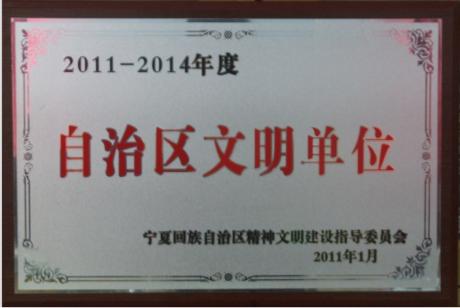 2011-2014年度
自治区文明单位
宁夏回族自治区精神文明建设指导委员会
2011年1月